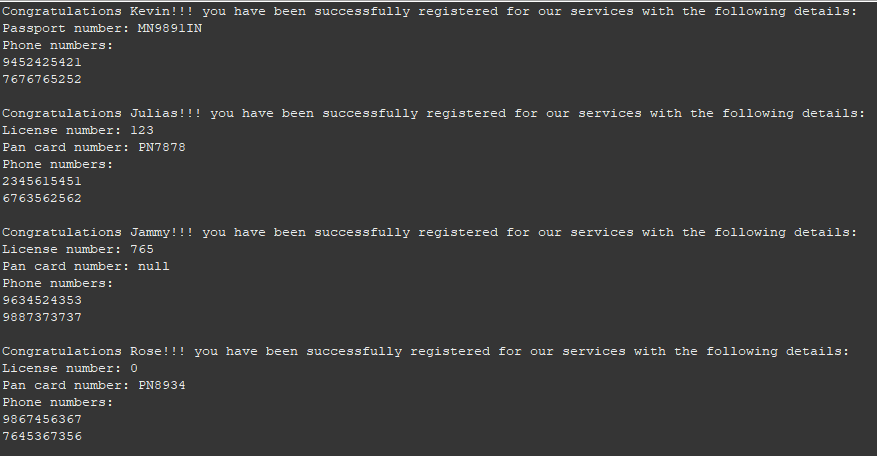 Congratulations Kevin!!! you have been successfully registered for our services with the following details:
Passport number: MN9891IN
Phone numbers:
9452425421
7676765252
Congratulations Julias!!! you have been successfully registered for our services with the following details:
License number: 123
Pan card number: PN7878
Phone numbers:
2345615451
6763562562
Congratulations Jammy!!! you have been successfully registered for our services with the following details:
License number: 765
Pan card number: null
Phone numbers:
9634524353
9887373737
Congratulations Rose!!! you have been successfully registered for our services with the following details:
License number: 0
Pan card number: PN8934
Phone numbers:
9867456367
7645367356